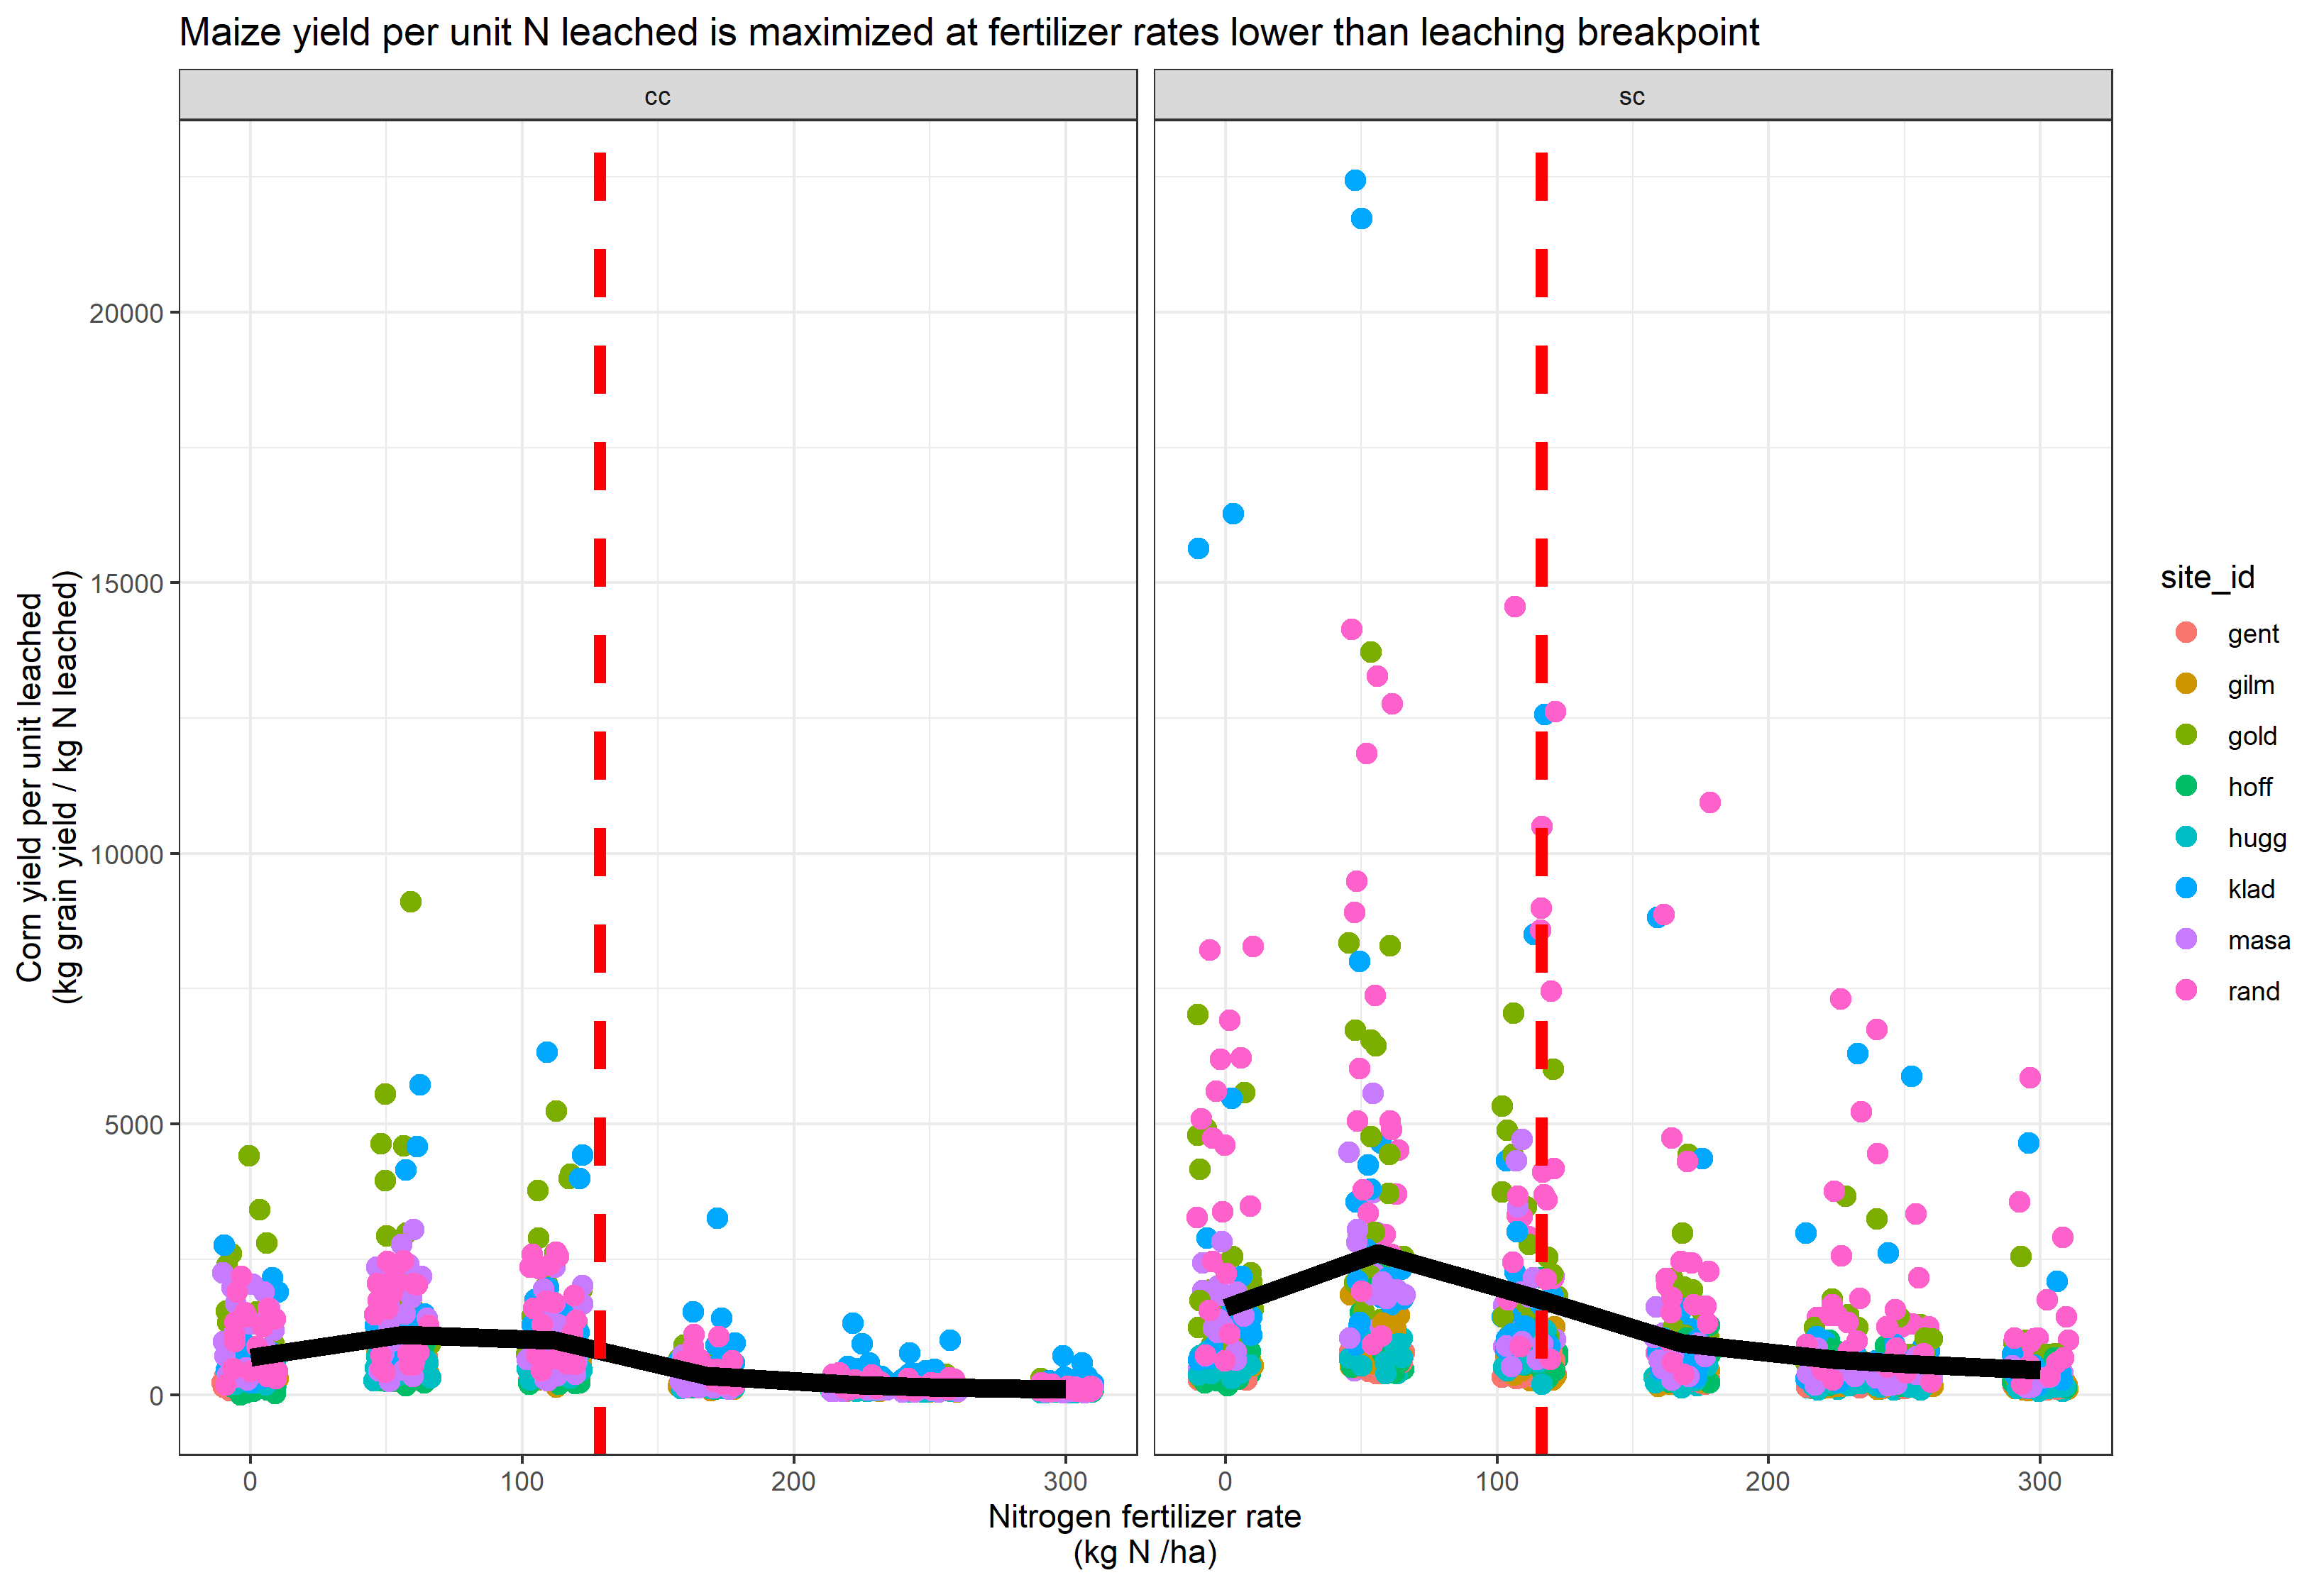 Maize yield per unit N leached is maximized at fertilizer rates lower than leaching breakpoint
cc
sc
Corn yield per unit leached
(kg grain yield / kg N leached)
20000
15000
10000
5000
0
0
100
200
300
0
100
200
300
Nitrogen fertilizer rate
(kg N /ha)
site_id
gent
gilm
gold
hoff
hugg
klad
masa
rand